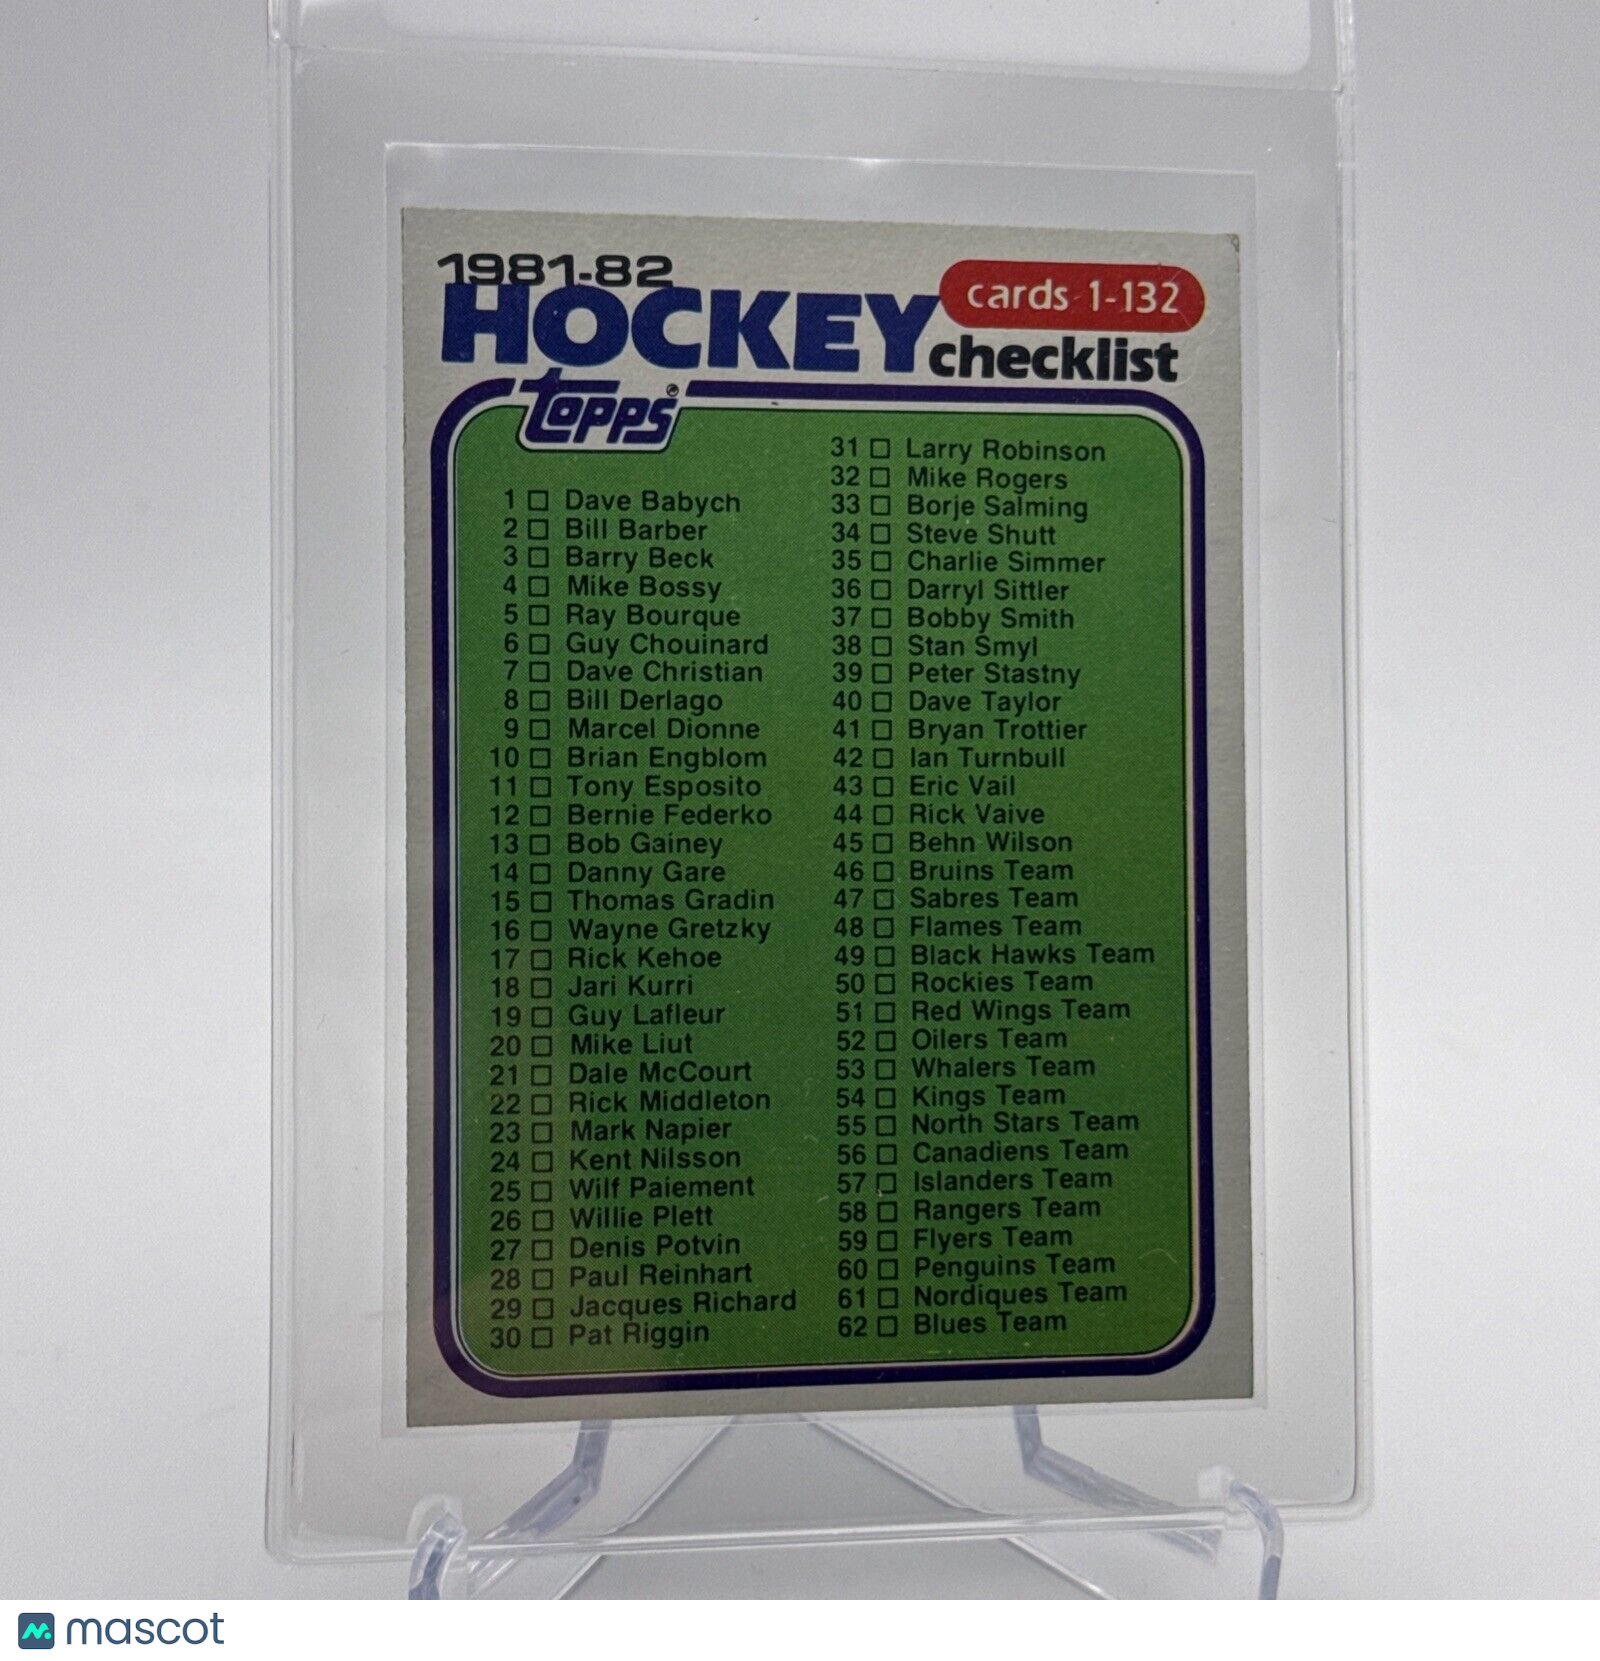 1981-82
HOCKEY
cards 1-132
checklist
Topps®
1 ☐ Dave Babych
2 ☐ Bill Barber
3 ☐ Barry Beck
4 ☐ Mike Bossy
5 ☐ Ray Bourque
6 ☐ Guy Chouinard
7 ☐ Dave Christian
8 ☐ Bill Derlago
9 ☐ Marcel Dionne
10 ☐ Brian Engblom
11 ☐ Tony Esposito
12 ☐ Bernie Federko
13 ☐ Bob Gainey
14 ☐ Danny Gare
15 ☐ Thomas Gradin
16 ☐ Wayne Gretzky
17 ☐ Rick Kehoe
18 ☐ Jari Kurri
19 ☐ Guy Lafleur
20 ☐ Mike Liut
21 ☐ Dale McCourt
22 ☐ Rick Middleton
23 ☐ Mark Napier
24 ☐ Kent Nilsson
25 ☐ Wilf Paiement
26 ☐ Willie Plett
27 ☐ Denis Potvin
28 ☐ Paul Reinhart
29 ☐ Jacques Richard
30 ☐ Pat Riggin
31 ☐ Larry Robinson
32 ☐ Mike Rogers
33 ☐ Borje Salming
34 ☐ Steve Shutt
35 ☐ Charlie Simmer
36 ☐ Darryl Sittler
37 ☐ Bobby Smith
38 ☐ Stan Smyl
39 ☐ Peter Stastny
40 ☐ Dave Taylor
41 ☐ Bryan Trottier
42 ☐ Ian Turnbull
43 ☐ Eric Vail
44 ☐ Rick Vaive
45 ☐ Behn Wilson
46 ☐ Bruins Team
47 ☐ Sabres Team
48 ☐ Flames Team
49 ☐ Black Hawks Team
50 ☐ Rockies Team
51 ☐ Red Wings Team
52 ☐ Oilers Team
53 ☐ Whalers Team
54 ☐ Kings Team
55 ☐ North Stars Team
56 ☐ Canadiens Team
57 ☐ Islanders Team
58 ☐ Rangers Team
59 ☐ Flyers Team
60 ☐ Penguins Team
61 ☐ Nordiques Team
62 ☐ Blues Team
mascot